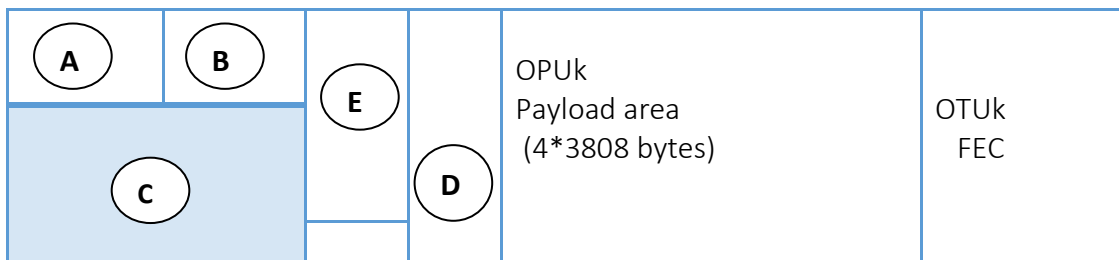 A
B
E
C
D
OPUk
Payload area
(4*3808 bytes)
OTUk
FEC